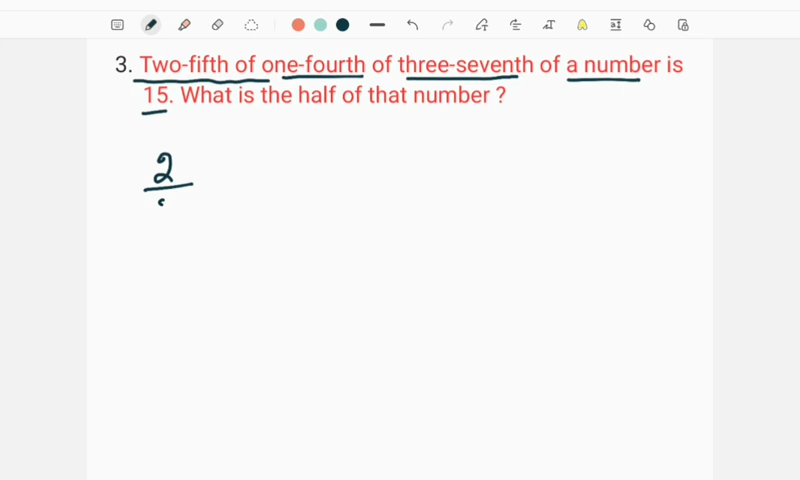 3. Two-fifth of one-fourth of three-seventh of a number is
15. What is the half of that number ?
2